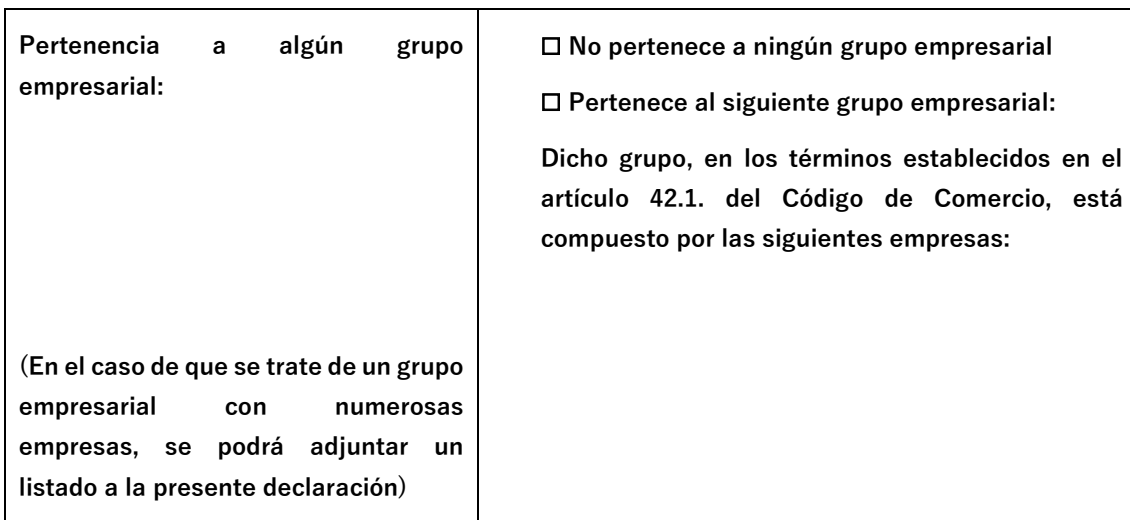 Pertenencia a algún grupo
empresarial:
(En el caso de que se trate de un grupo
empresarial con numerosas
empresas, se podrá adjuntar un
listado a la presente declaración)
☐ No pertenece a ningún grupo empresarial
☐ Pertenece al siguiente grupo empresarial:
Dicho grupo, en los términos establecidos en el
artículo 42.1. del Código de Comercio, está
compuesto por las siguientes empresas: